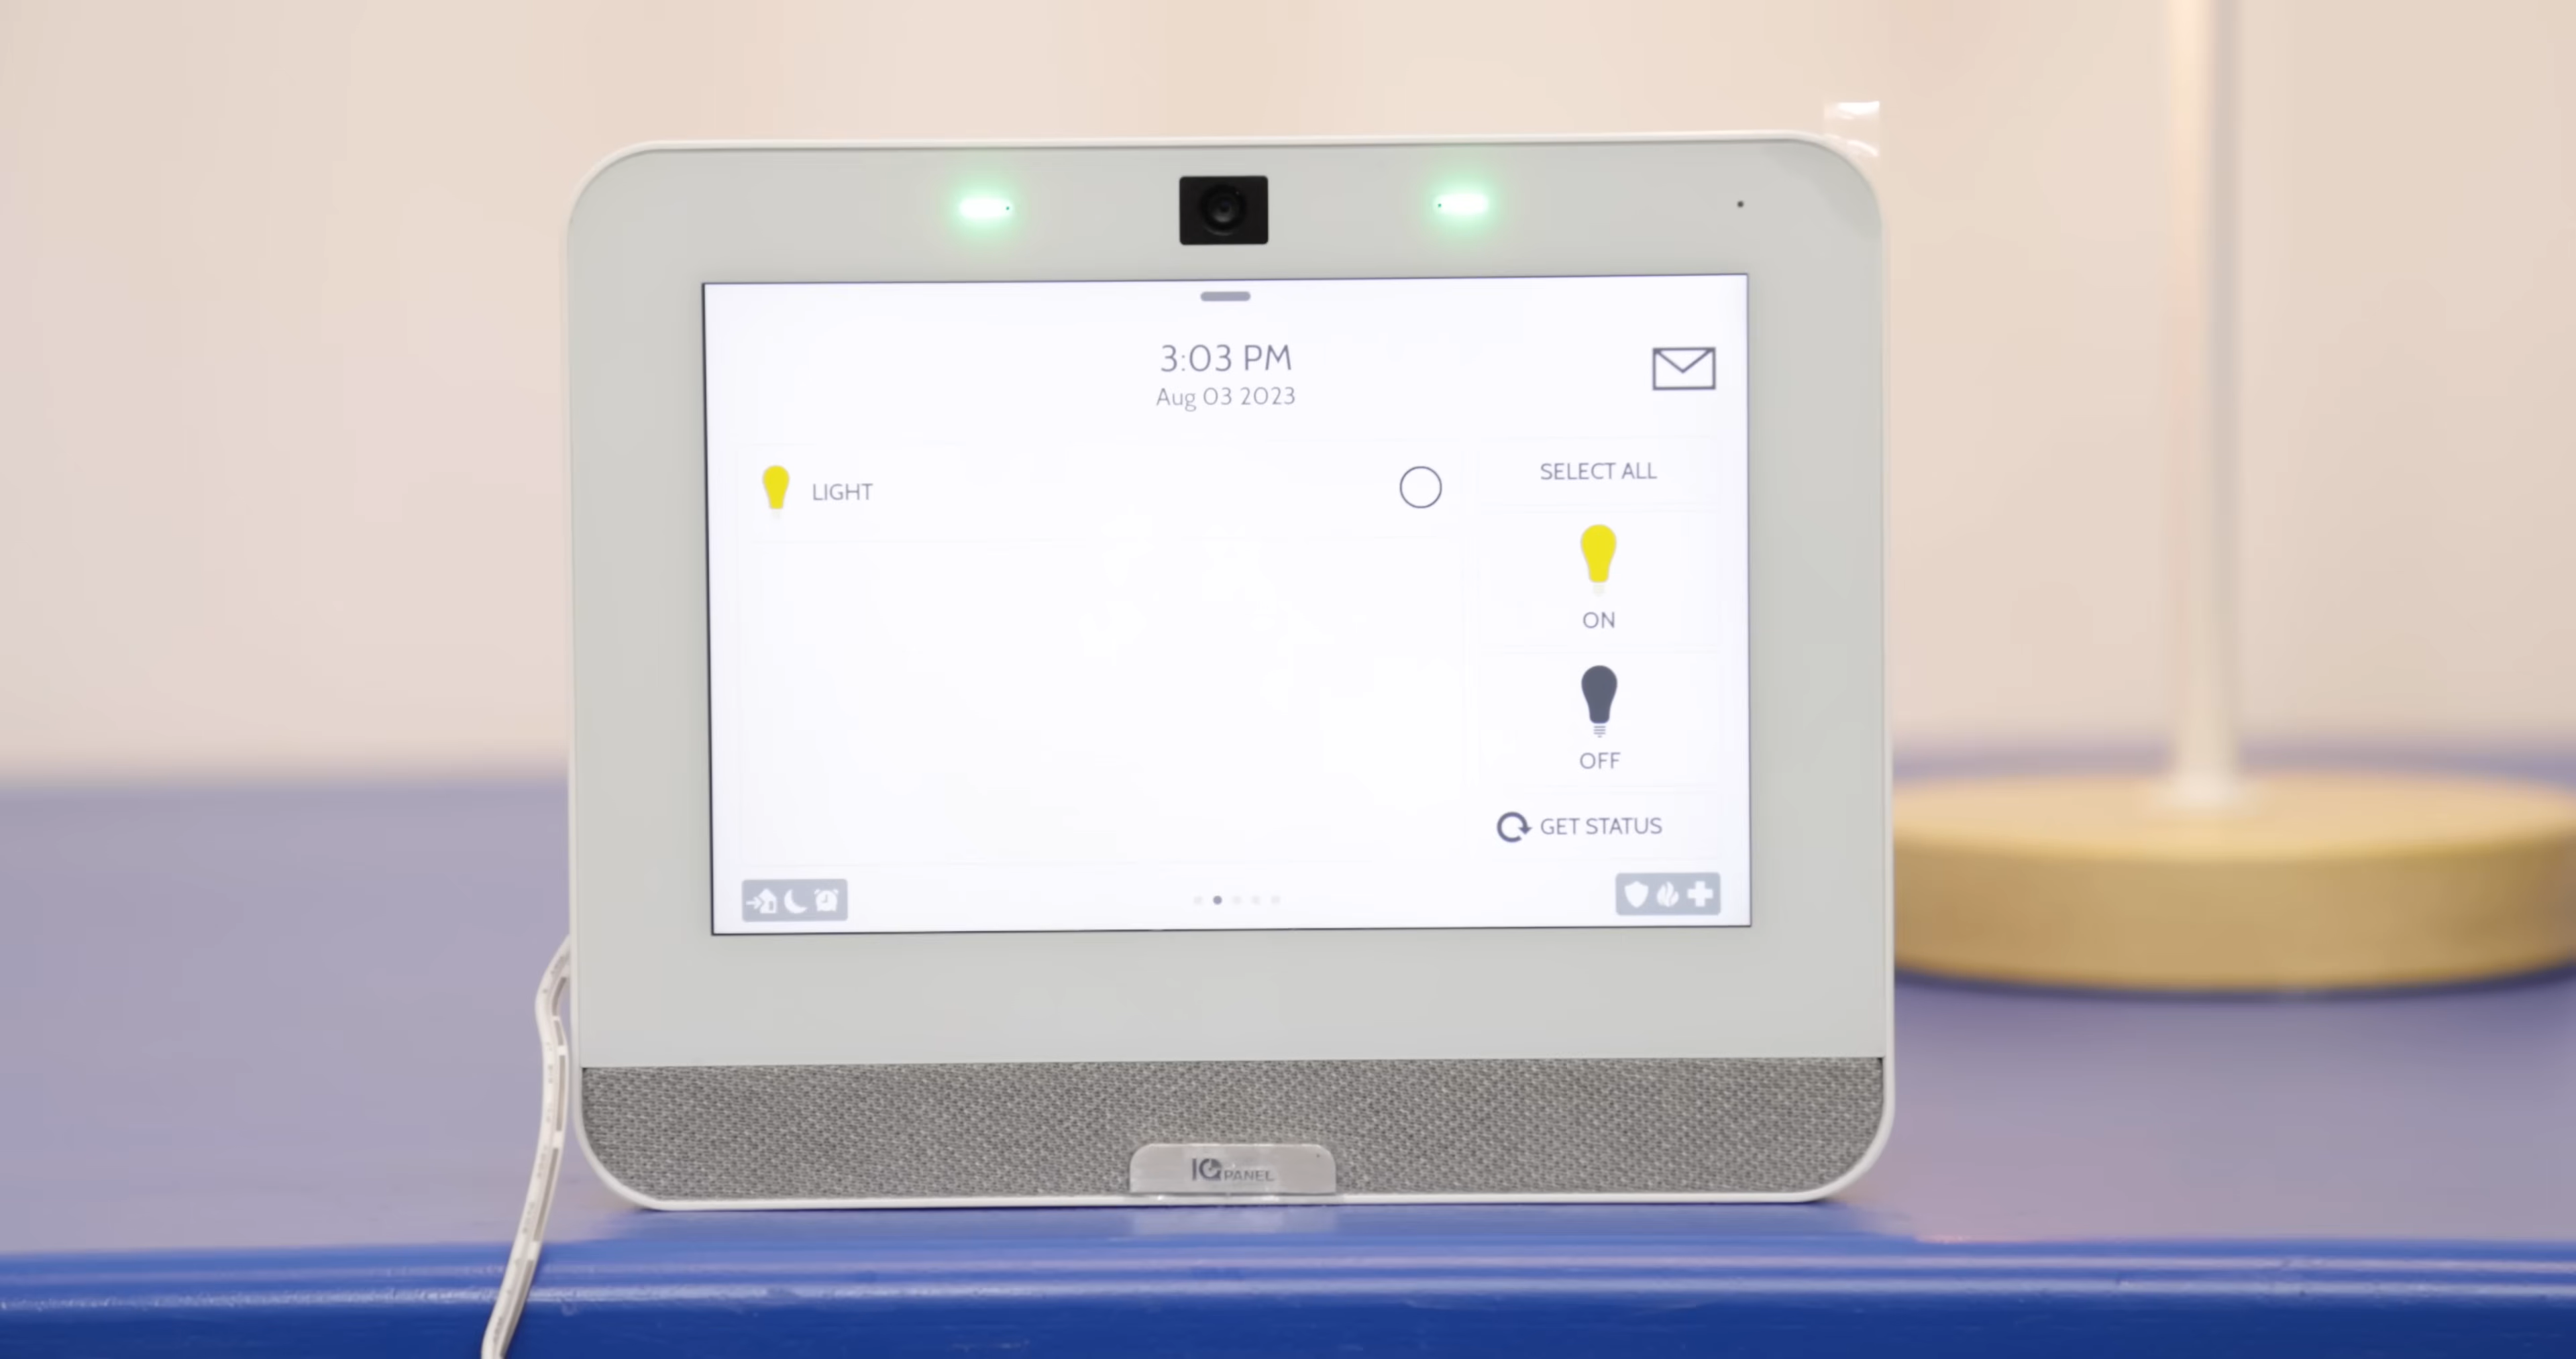 3:03 PM
Aug 03 2023
LIGHT
SELECT ALL
ON
OFF
GET STATUS
IQ PANEL